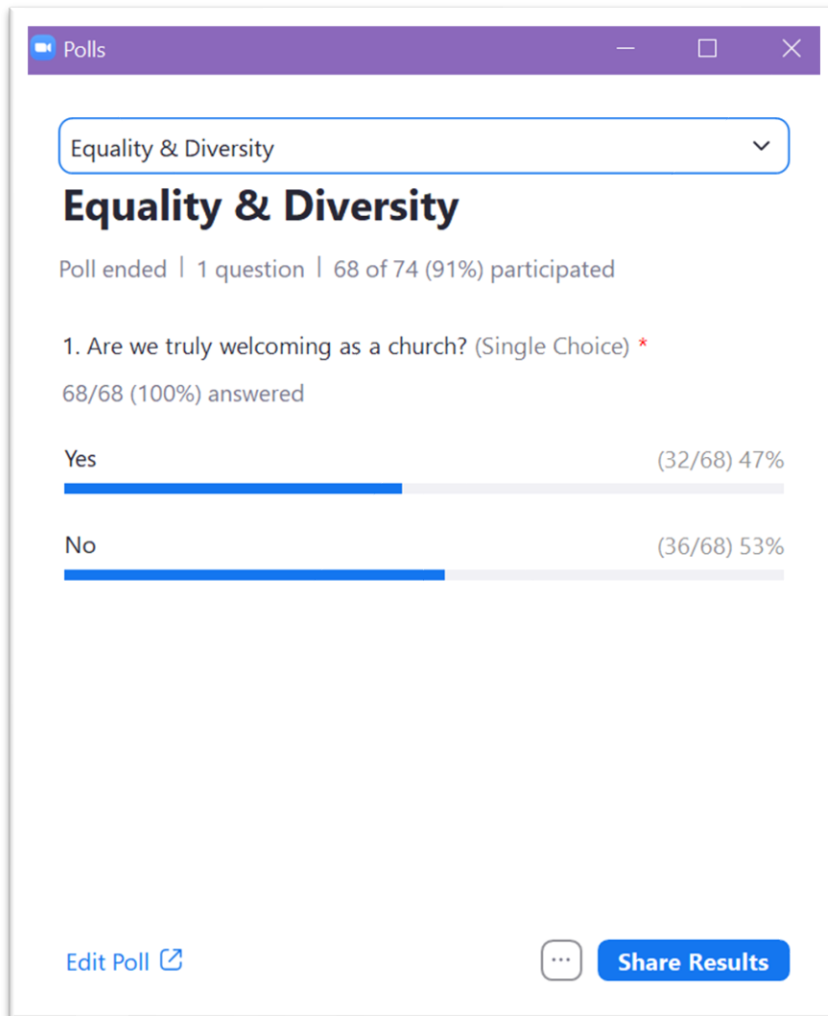 Polls
Equality & Diversity
Equality & Diversity
Poll ended | 1 question | 68 of 74 (91%) participated
1. Are we truly welcoming as a church? (Single Choice) *
68/68 (100%) answered
Yes (32/68) 47%
No (36/68) 53%
Edit Poll ... Share Results